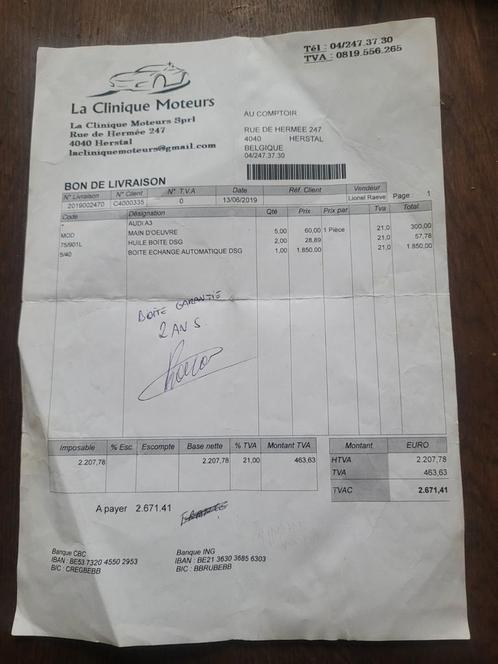 Tél : 04/247.37.30
TVA : 0819.556.265
La Clinique Moteurs
La Clinique Moteurs Sprl
Rue de Hermée 247
4040 Herstal
lacliniquemoteurs@gmail.com
AU COMPTOIR
RUE DE HERMEE 247
4040 HERSTAL
BELGIQUE
04/247.37.30
BON DE LIVRAISON
N° Livraison N° Client N° T.V.A Date Réf. Client Vendeur Page : 1
2019002470 C4000335 0 13/06/2019 Lionel Raeve
Code Désignation Qté Prix Prix par Tva Total
* AUDI A3
MOD MAIN D'OEUVRE 5,00 60,00 1 Pièce 21,0 300,00
75/901L HUILE BOITE DSG 2,00 28,89 21,0 57,78
5/40 BOITE ECHANGE AUTOMATIQUE DSG 1,00 1.850,00 21,0 1.850,00
BOITE GARANTIE
2 ANS
Imposable % Esc. Escompte Base nette % TVA Montant TVA
2.207,78 2.207,78 21,00 463,63
Montant EURO
HTVA 2.207,78
TVA 463,63
TVAC 2.671,41
A payer 2.671.41
Banque CBC
IBAN : BE53 7320 4550 2953
B/C : CREGBEBB
Banque ING
IBAN : BE21 3630 3685 6303
B/C : BBRUBEBB